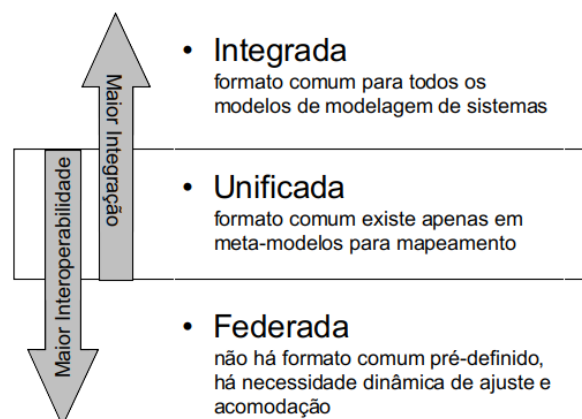 Maior Integração
Maior Interoperabilidade
• Integrada
formato comum para todos os
modelos de modelagem de sistemas
• Unificada
formato comum existe apenas em
meta-modelos para mapeamento
• Federada
não há formato comum pré-definido,
há necessidade dinâmica de ajuste e
acomodação